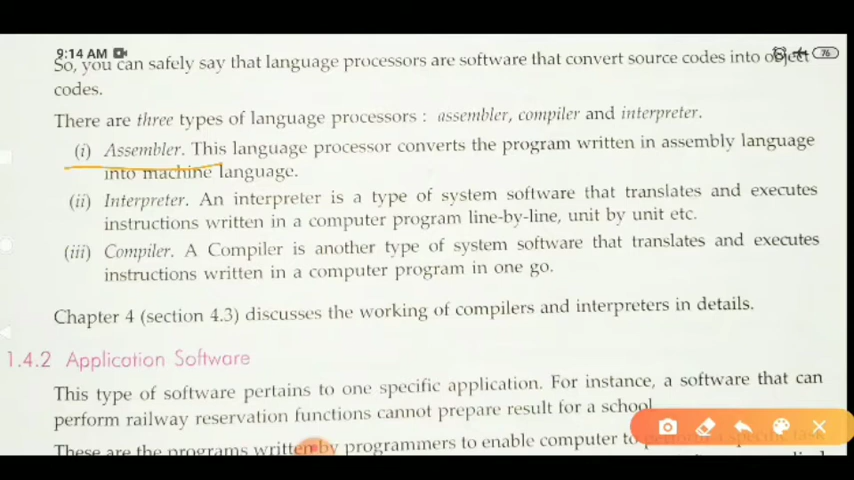 9:14 AM
76
So, you can safely say that language processors are software that convert source codes into object
codes.
There are three types of language processors : assembler, compiler and interpreter.
(i) Assembler. This language processor converts the program written in assembly language
into machine language.
(ii) Interpreter. An interpreter is a type of system software that translates and executes
instructions written in a computer program line-by-line, unit by unit etc.
(iii) Compiler. A Compiler is another type of system software that translates and executes
instructions written in a computer program in one go.
Chapter 4 (section 4.3) discusses the working of compilers and interpreters in details.
1.4.2 Application Software
This type of software pertains to one specific application. For instance, a software that can
perform railway reservation functions cannot prepare result for a school.
These are the programs written by programmers to enable computer to perform a specific task